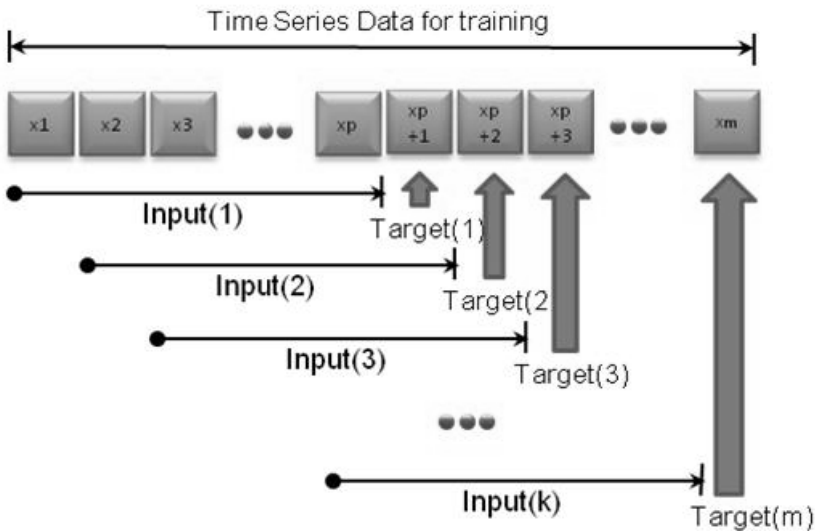 Time Series Data for training
x1
x2
x3
xp
xp
+1
xp
+2
xp
+3
xm
Input(1)
Target(1)
Input(2)
Target(2
Input(3)
Target(3)
Input(k)
Target(m)